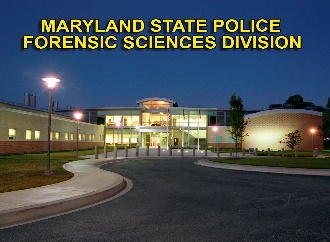 MARYLAND STATE POLICE
FORENSIC SCIENCES DIVISION